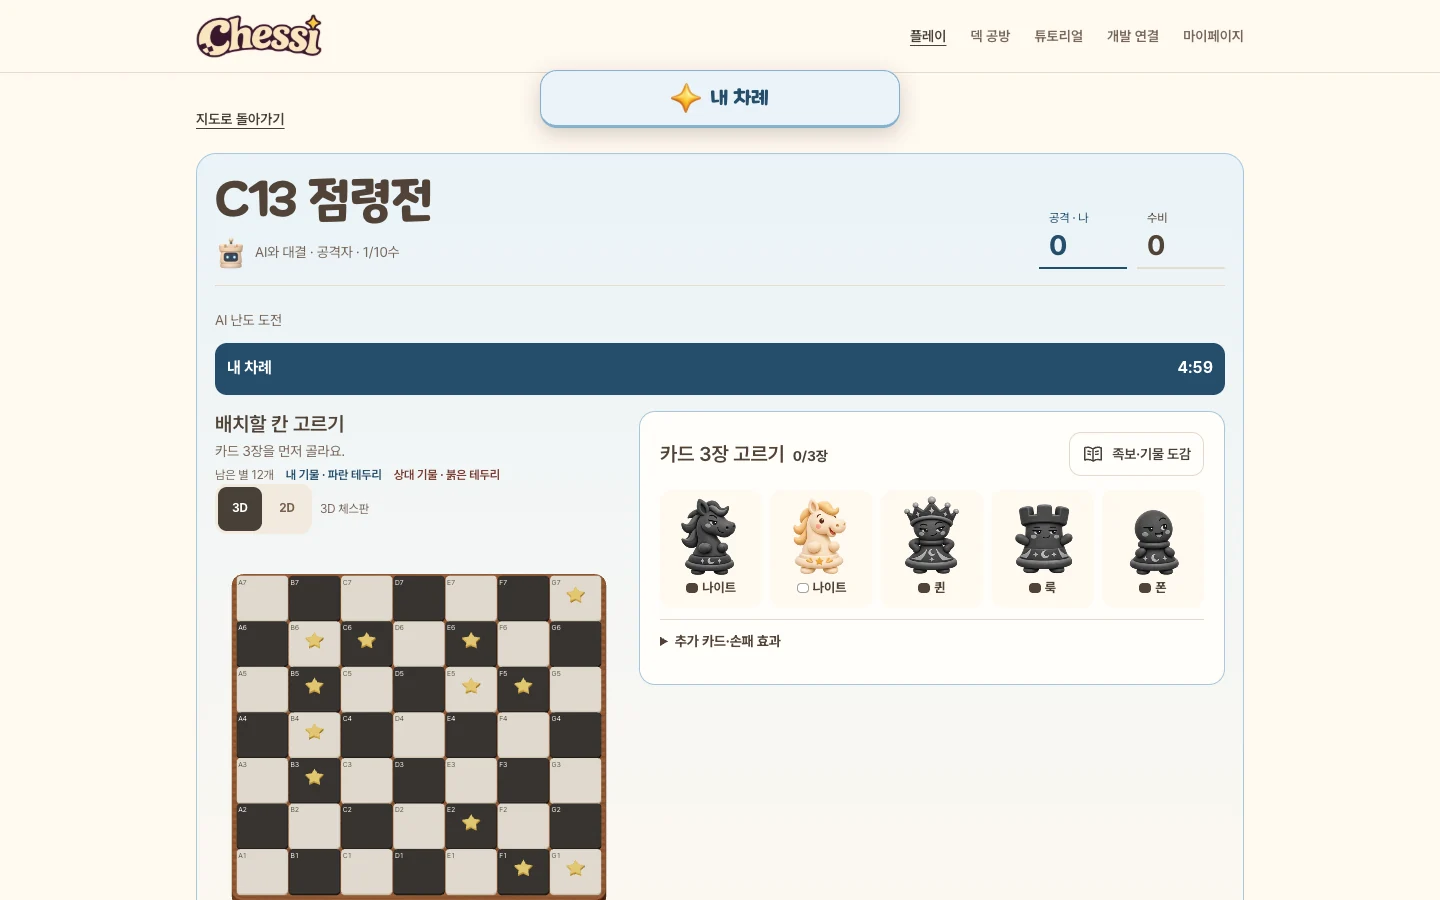 Chessi
플레이
덱 공방
튜토리얼
개발 연결
마이페이지
내 차례
지도로 돌아가기
C13 점령전
AI와 대결 · 공격자 · 1/10수
공격 · 나
0
수비
0
AI 난도 도전
내 차례
4:59
배치할 칸 고르기
카드 3장을 먼저 골라요.
남은 별 12개
내 기물 · 파란 테두리
상대 기물 · 붉은 테두리
3D
2D
3D 체스판
카드 3장 고르기 0/3장
족보·기물 도감
나이트
나이트
퀸
룩
폰
추가 카드·손패 효과
A7 B7 C7 D7 E7 F7 G7
A6 B6 C6 D6 E6 F6 G6
A5 B5 C5 D5 E5 F5 G5
A4 B4 C4 D4 E4 F4 G4
A3 B3 C3 D3 E3 F3 G3
A2 B2 C2 D2 E2 F2 G2
A1 B1 C1 D1 E1 F1 G1